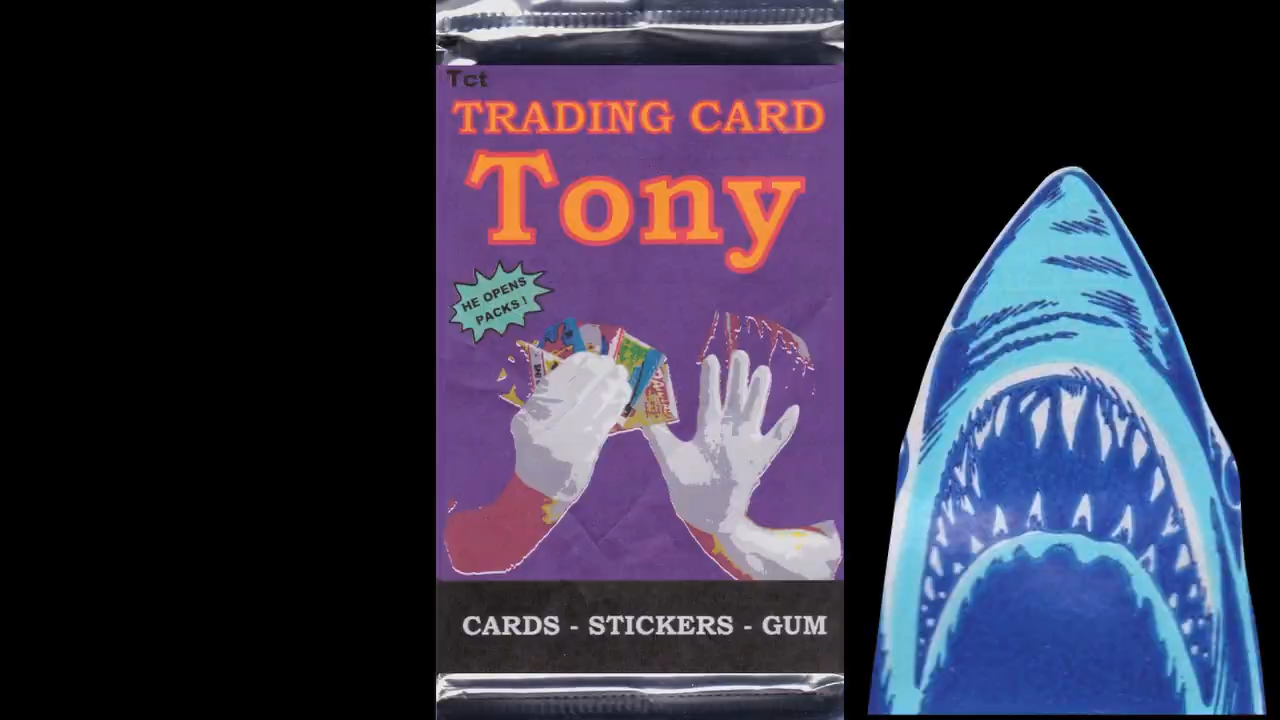 Tct
TRADING CARD
Tony
HE OPENS
PACKS!
CARDS - STICKERS - GUM